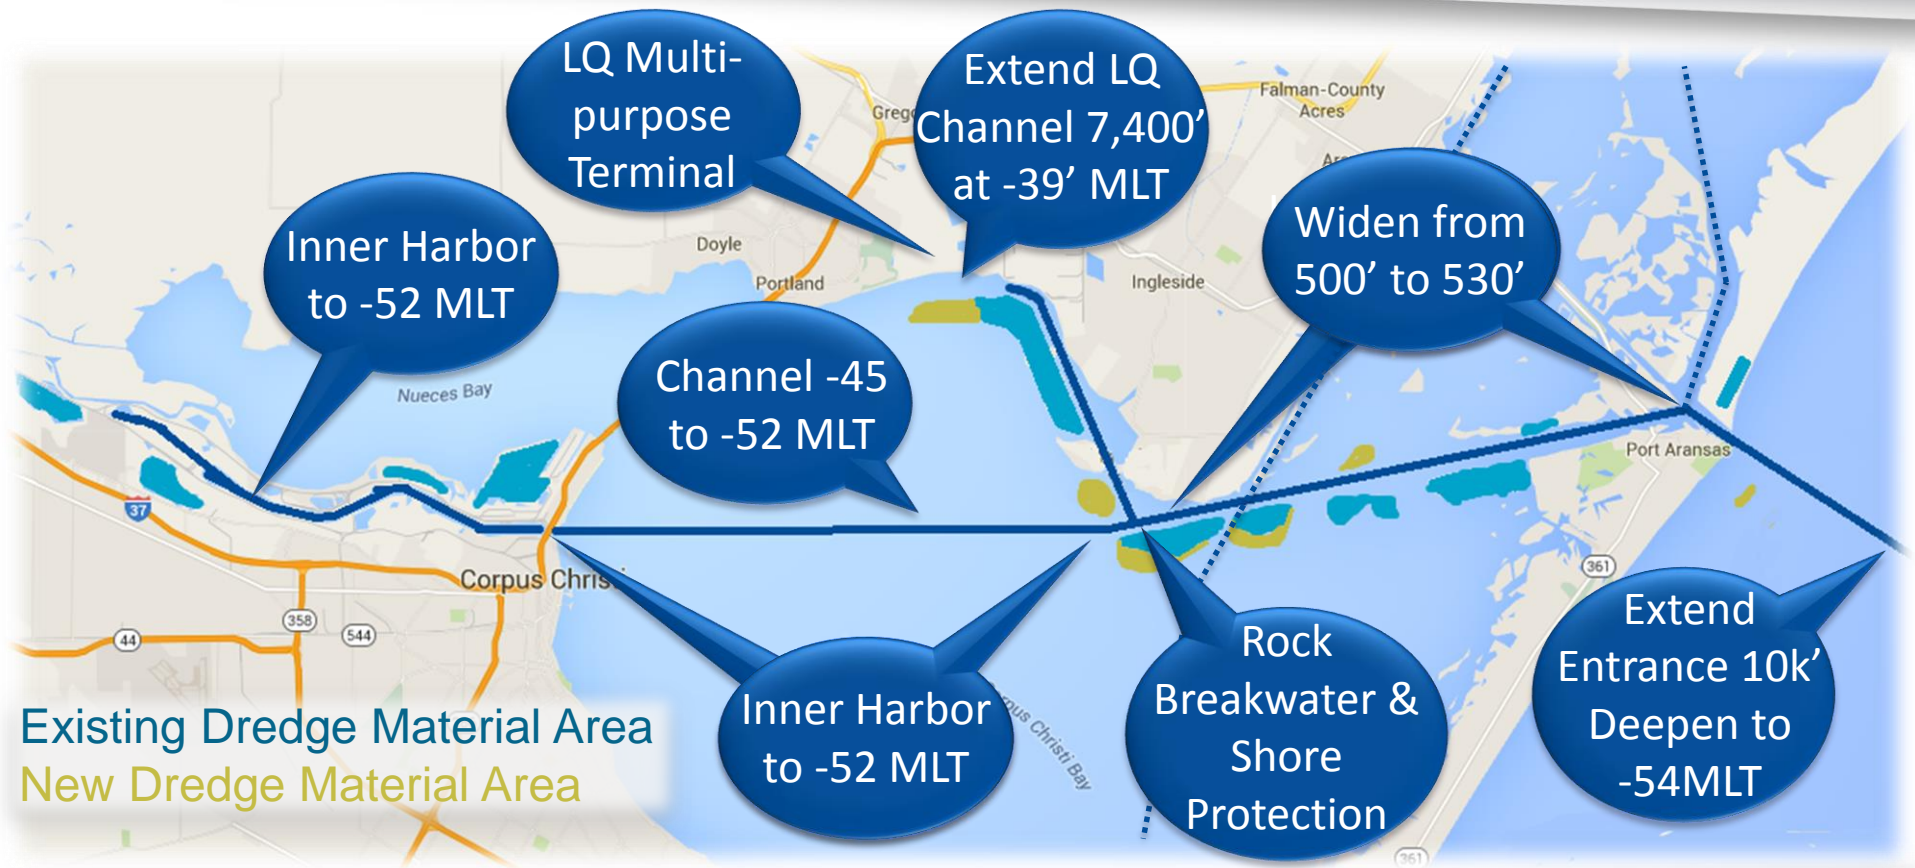 LQ Multi-
purpose
Terminal
Extend LQ
Channel 7,400'
at -39' MLT
Falman-County
Acres
Inner Harbor
to -52 MLT
Widen from
500' to 530'
Doyle
Portland
Ingleside
Channel -45
to -52 MLT
Nueces Bay
Port Aransas
37
Corpus Christi
358
544
44
361
Inner Harbor
to -52 MLT
Rock
Breakwater &
Shore
Protection
Extend
Entrance 10k'
Deepen to
-54MLT
Christi Bay
Existing Dredge Material Area
New Dredge Material Area
361